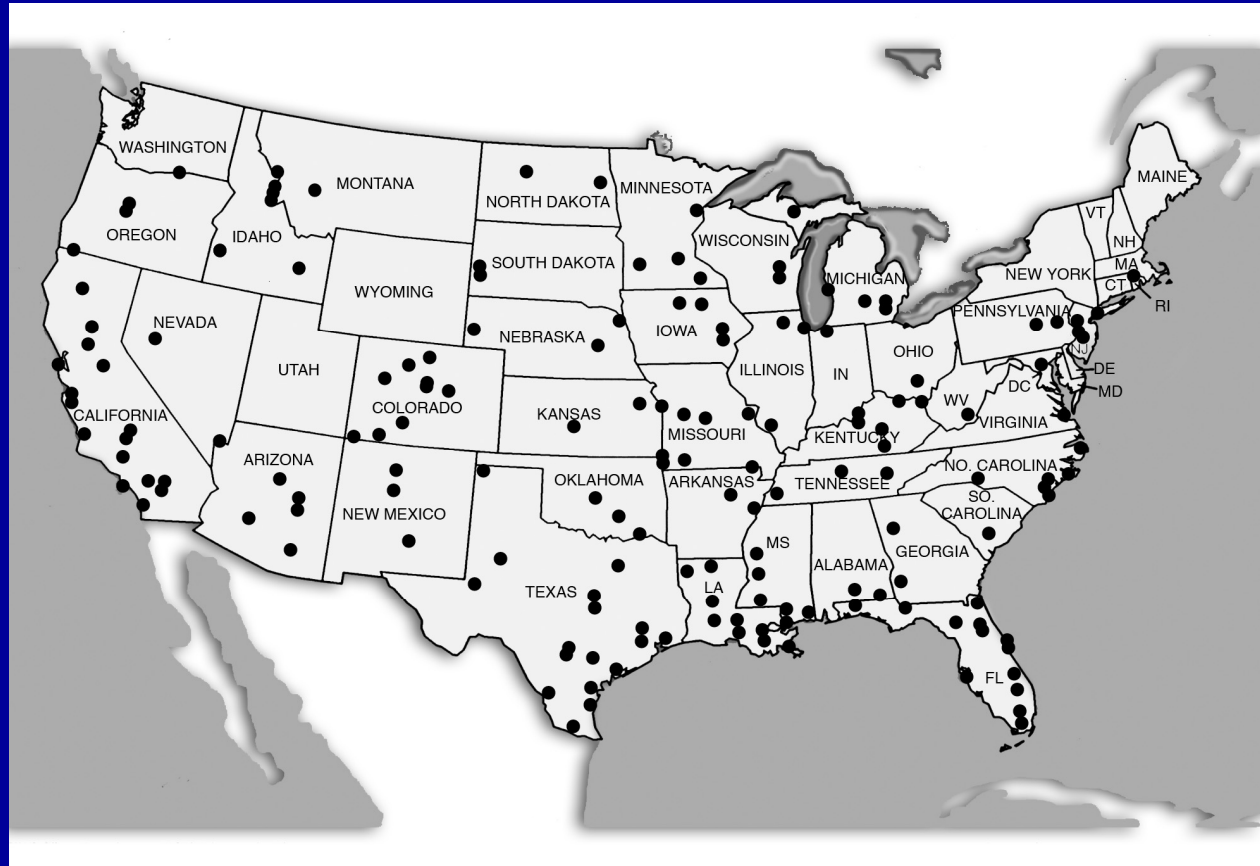 WASHINGTON
MONTANA
NORTH DAKOTA
MINNESOTA
MAINE
VT
OREGON
IDAHO
WISCONSIN
NH
SOUTH DAKOTA
MA
MICHIGAN
NEW YORK
CT
WYOMING
RI
PENNSYLVANIA
NEVADA
IOWA
NEBRASKA
NJ
OHIO
UTAH
ILLINOIS
IN
DE
DC
MD
WV
COLORADO
CALIFORNIA
KANSAS
VIRGINIA
MISSOURI
KENTUCKY
ARIZONA
NO. CAROLINA
OKLAHOMA
ARKANSAS
TENNESSEE
SO.
CAROLINA
NEW MEXICO
MS
GEORGIA
ALABAMA
TEXAS
LA
FL